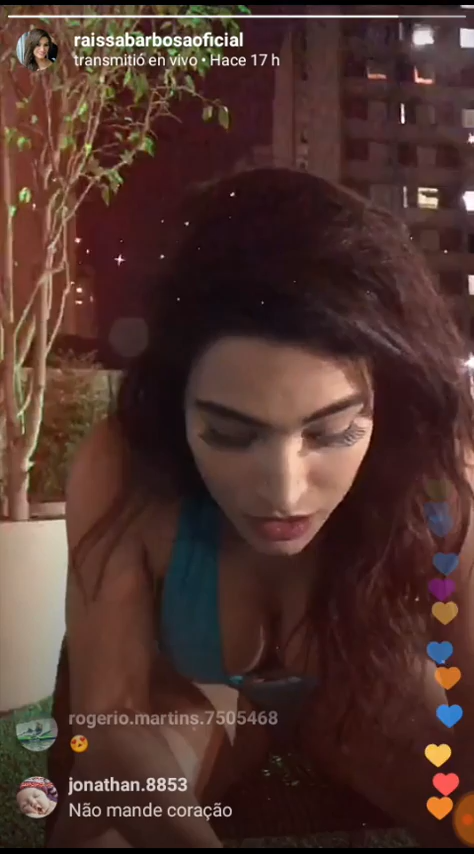 raissabarbosaoficial
transmitió en vivo • Hace 17 h
rogerio.martins.7505468
😍
jonathan.8853
Não mande coração